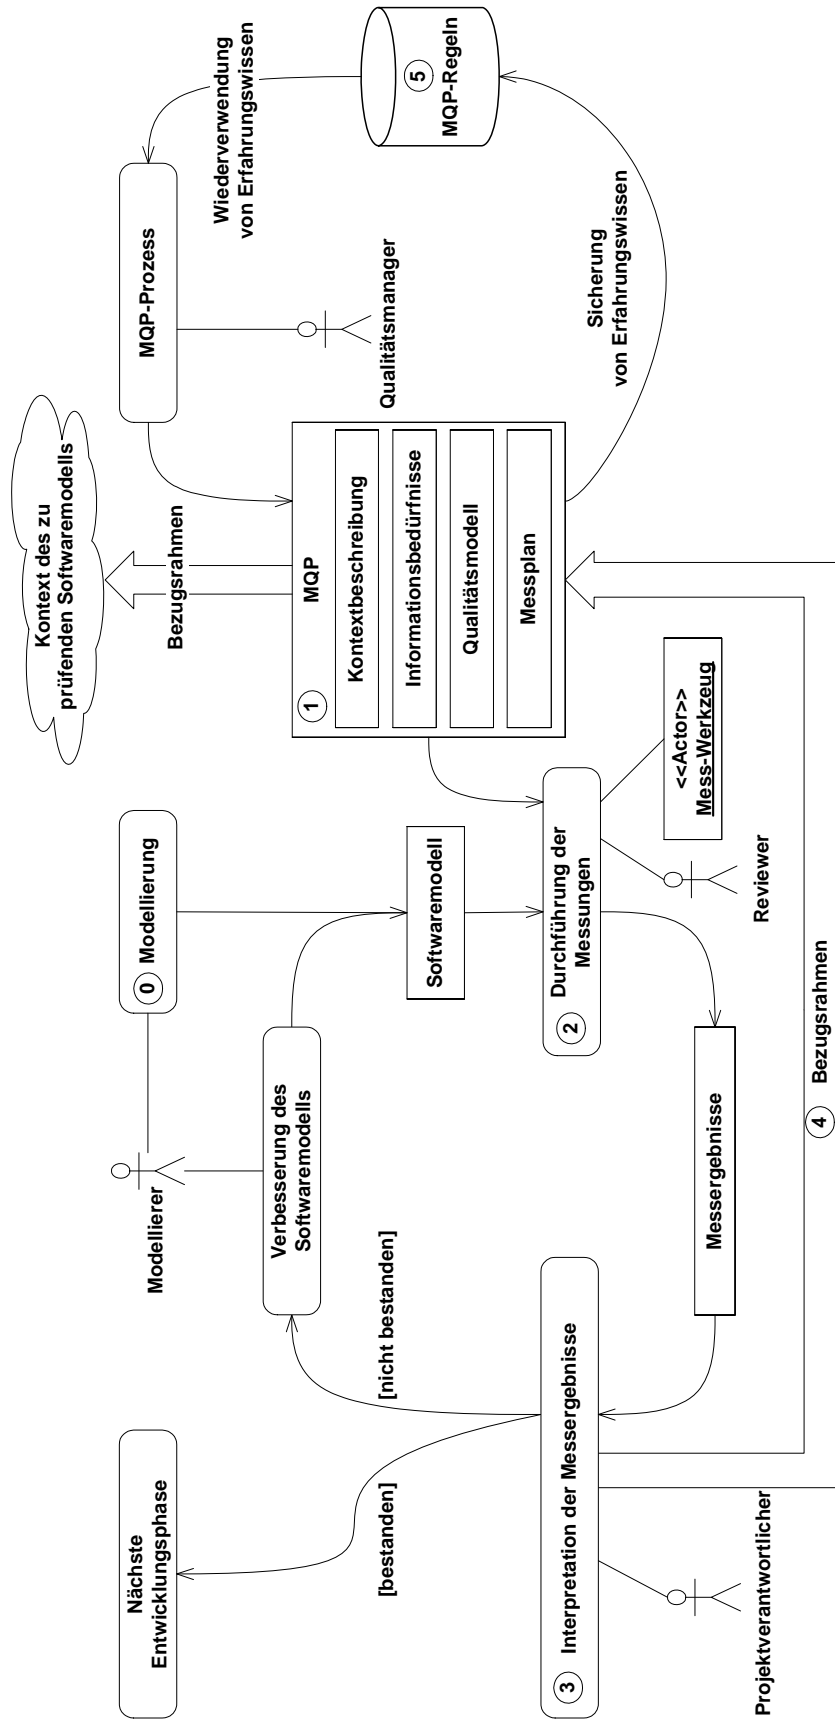 Nächste
Entwicklungsphase
Modellierer
0
Modellierung
Kontext des zu
prüfenden Softwaremodells
MQP-Prozess
Bezugsrahmen
Wiederverwendung
von Erfahrungswissen
Verbesserung des
Softwaremodells
[bestanden]
[nicht bestanden]
Softwaremodell
1
MQP
Kontextbeschreibung
Informationsbedürfnisse
Qualitätsmodell
Messplan
Qualitätsmanager
5
MQP-Regeln
3
Interpretation der Messergebnisse
2
Durchführung der
Messungen
Sicherung
von Erfahrungswissen
Messergebnisse
<<Actor>>
Mess-Werkzeug
Projektverantwortlicher
Reviewer
4
Bezugsrahmen